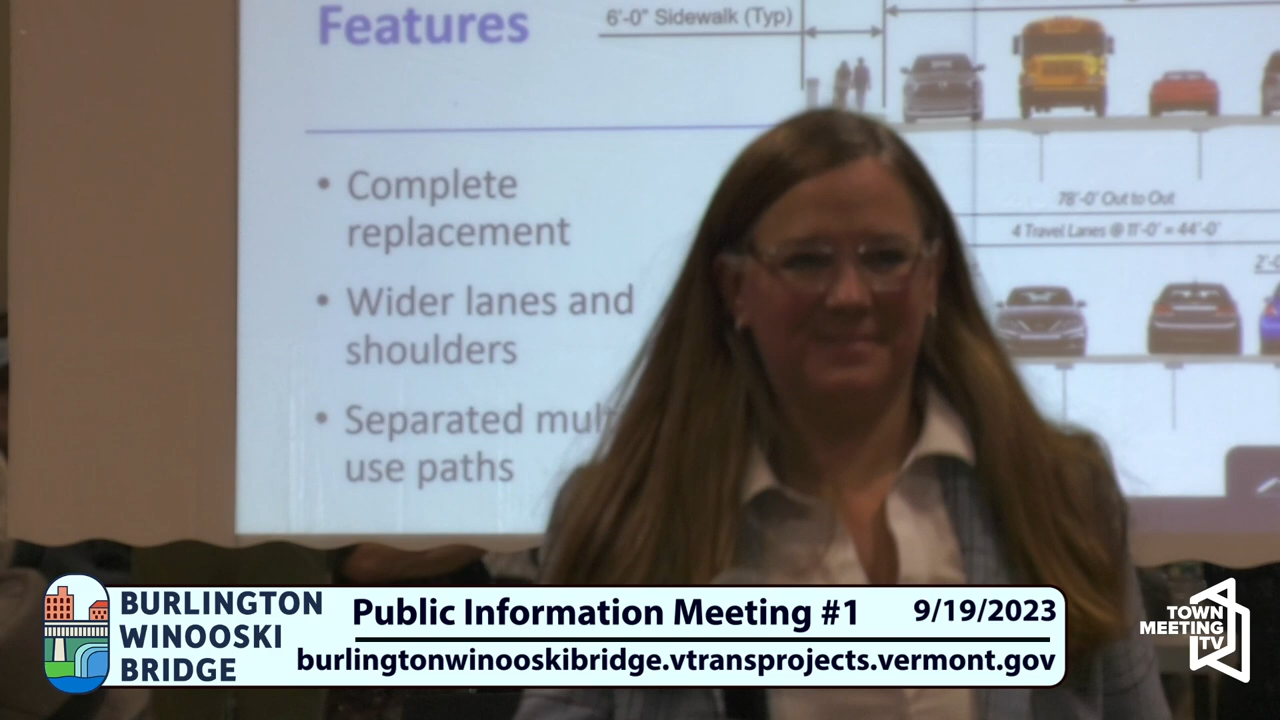 Features
6'-0" Sidewalk (Typ)
• Complete
replacement
• Wider lanes and
shoulders
• Separated
use paths
78'-0" Out to Out
4 Travel Lanes @ 11'-0" = 44'-0"
BURLINGTON
WINOOSKI
BRIDGE
Public Information Meeting #1
9/19/2023
burlingtonwinooskibridge.vtransprojects.vermont.gov
TOWN
MEETING
TV